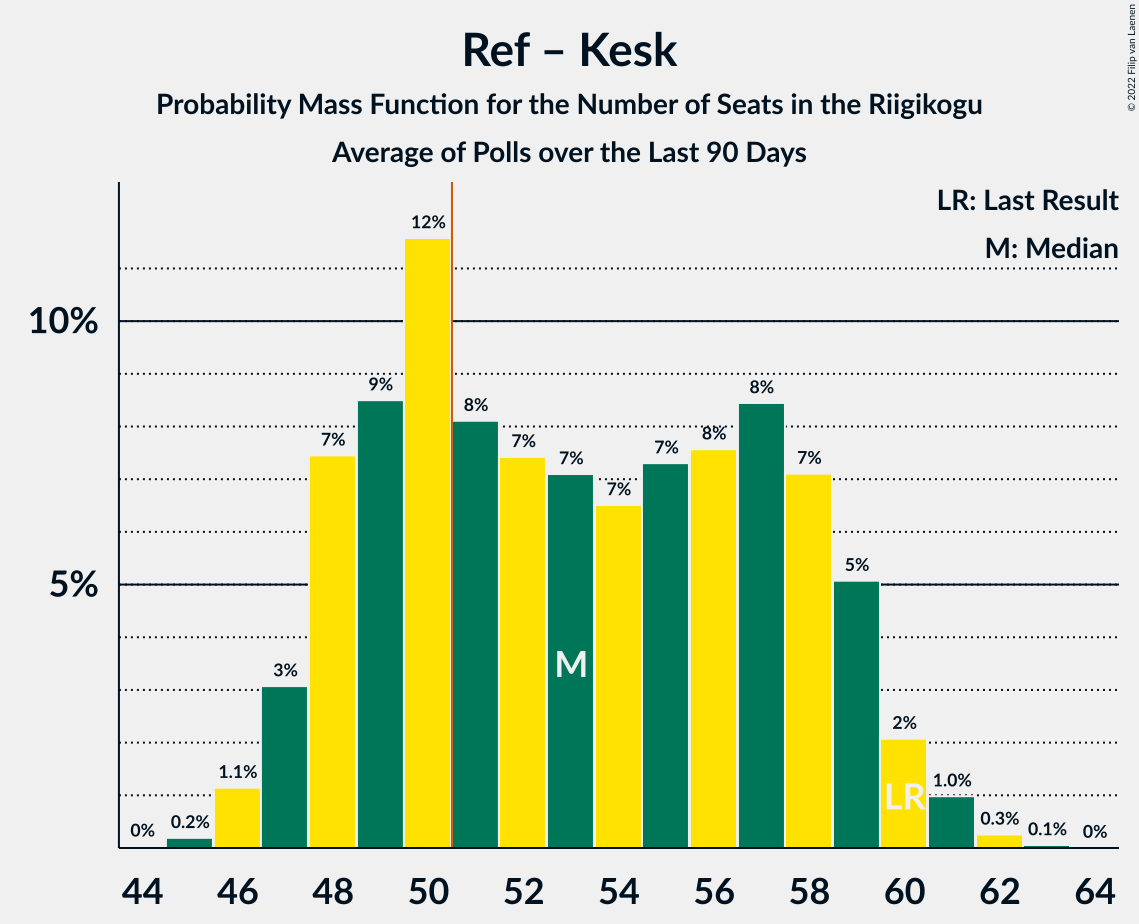 Ref – Kesk
Probability Mass Function for the Number of Seats in the Riigikogu
Average of Polls over the Last 90 Days
© 2022 Filip van Laenen
LR: Last Result
M: Median
10%
5%
0%
0.2%
1.1%
3%
7%
9%
12%
8%
7%
7%
7%
7%
8%
8%
7%
5%
2%
1.0%
0.3%
0.1%
0%
M
LR
44 46 48 50 52 54 56 58 60 62 64